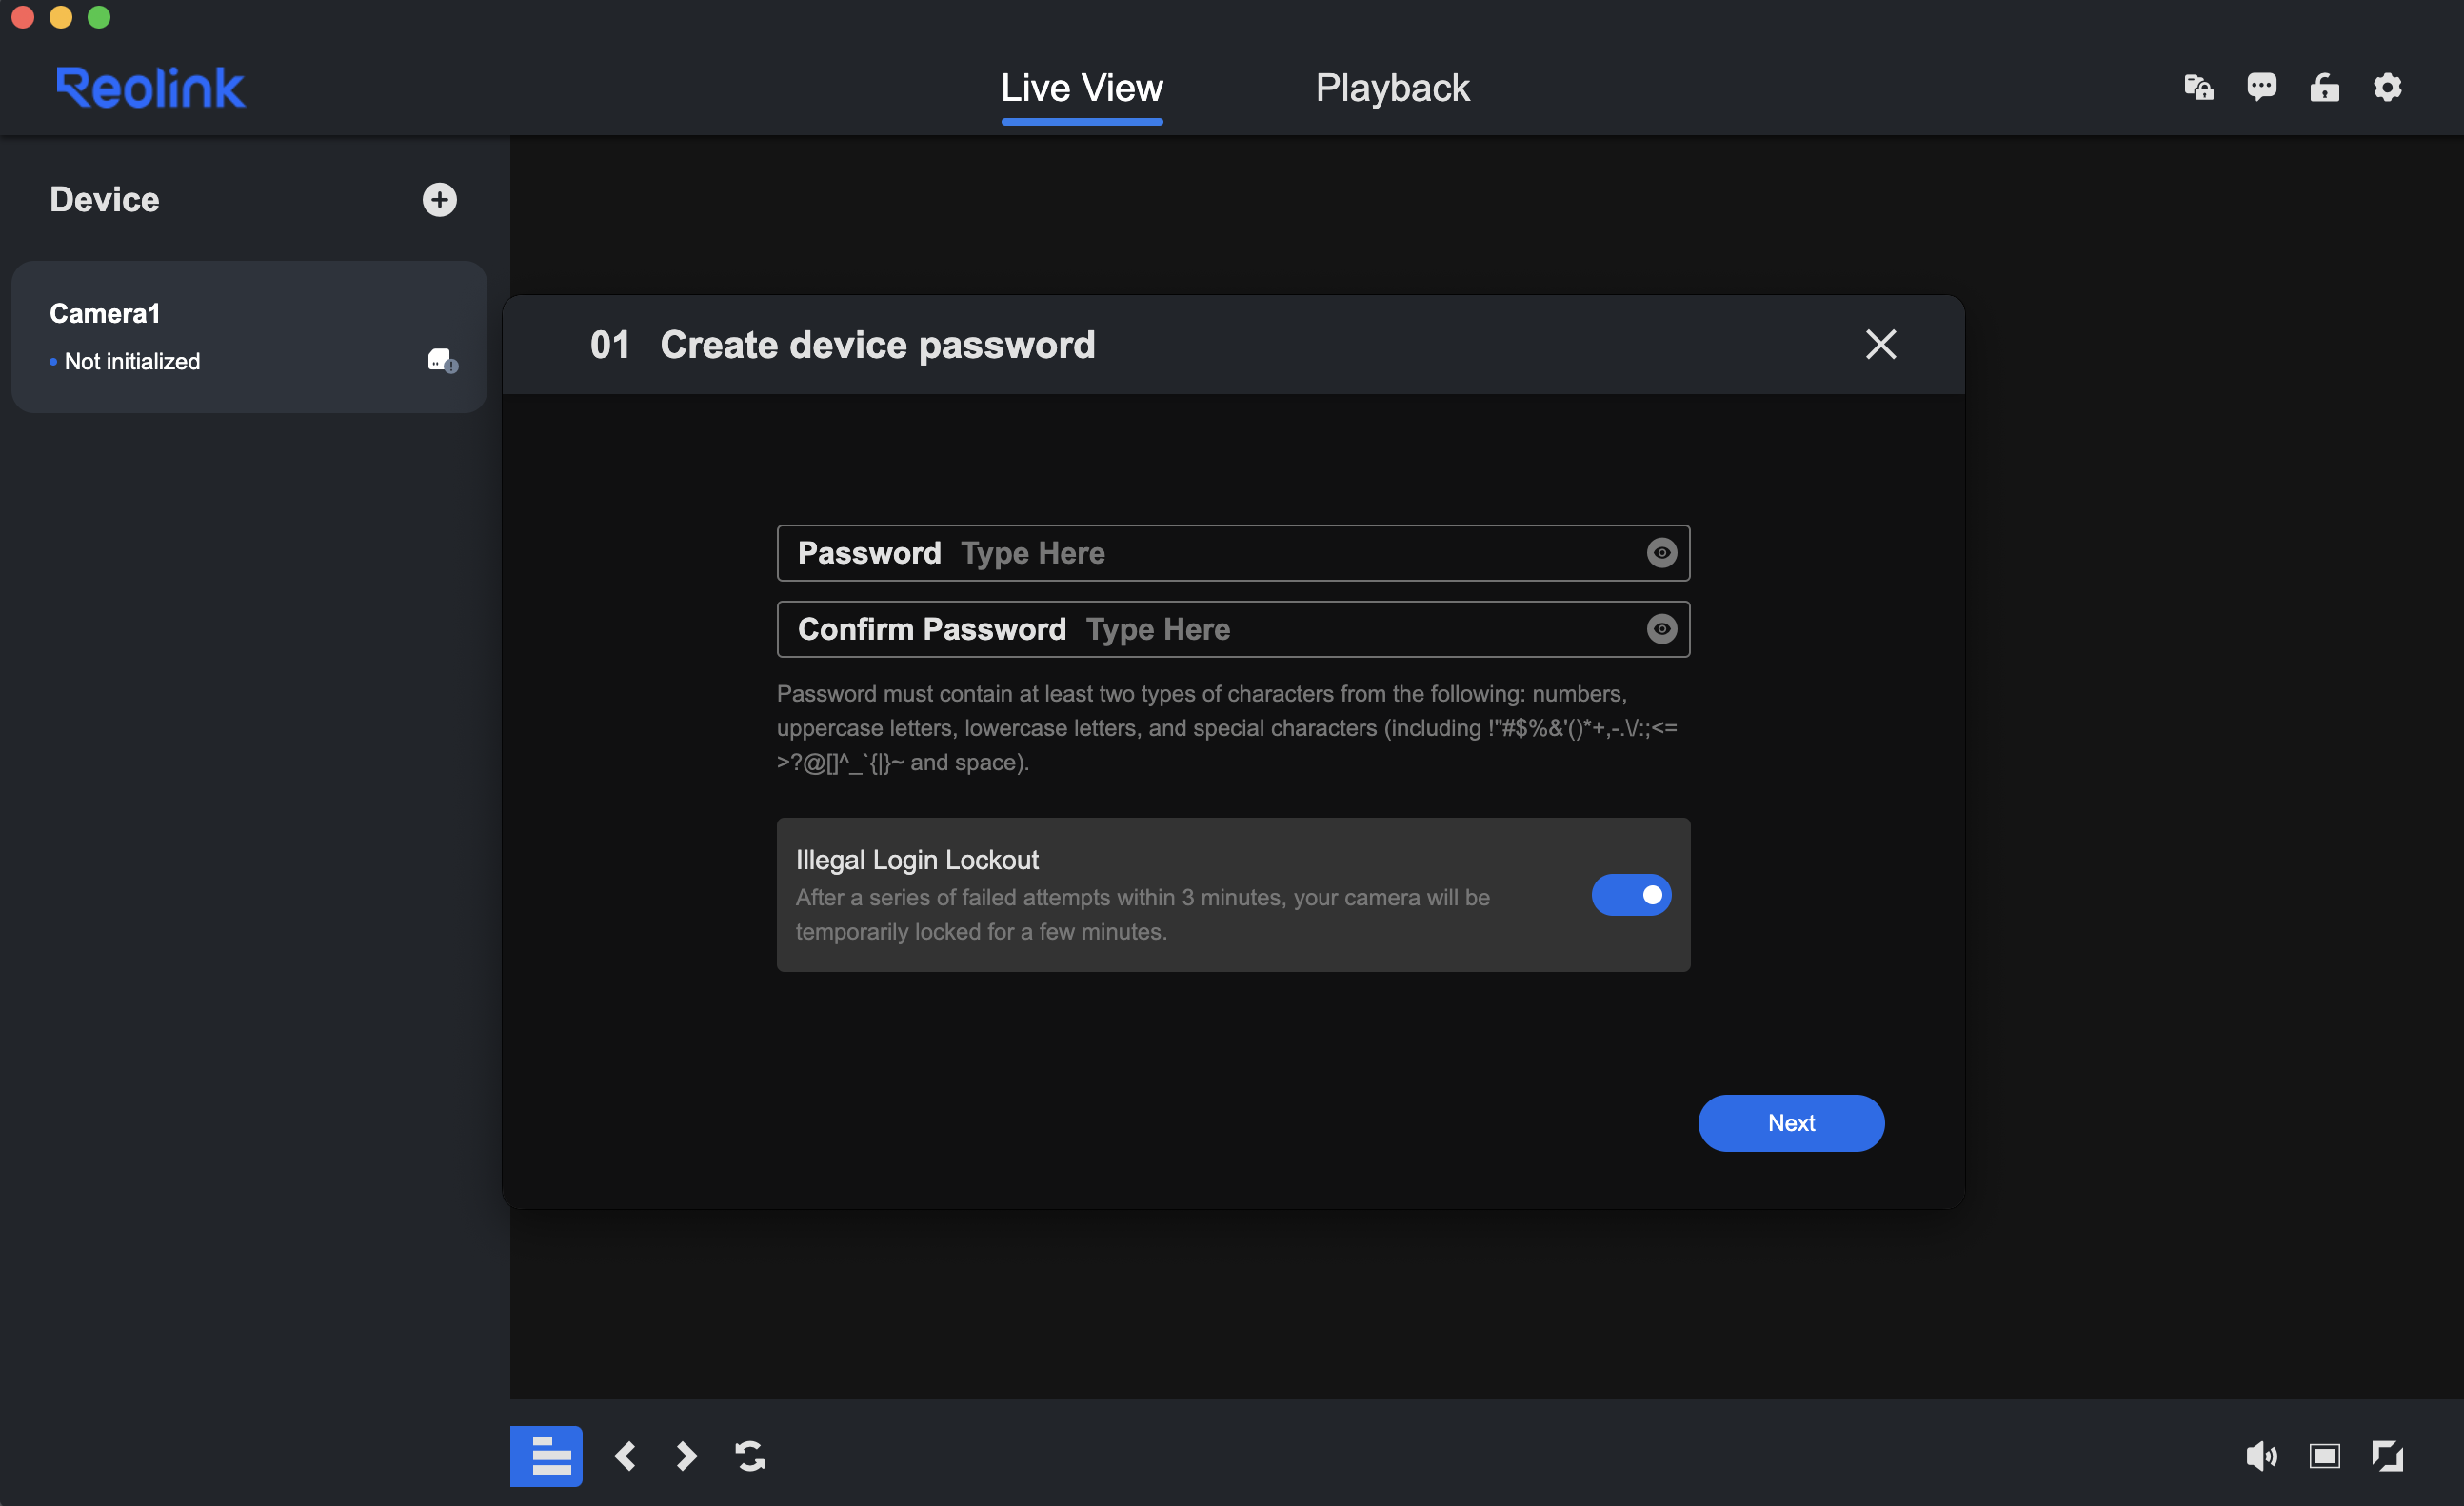 Reolink
Live View
Playback
Device
Camera1
Not initialized
01 Create device password
Password Type Here
Confirm Password Type Here
Password must contain at least two types of characters from the following: numbers,
uppercase letters, lowercase letters, and special characters (including !"#$%&'()*+,-.\/:;<=
>?@[]^_`{|}~ and space).
Illegal Login Lockout
After a series of failed attempts within 3 minutes, your camera will be
temporarily locked for a few minutes.
Next